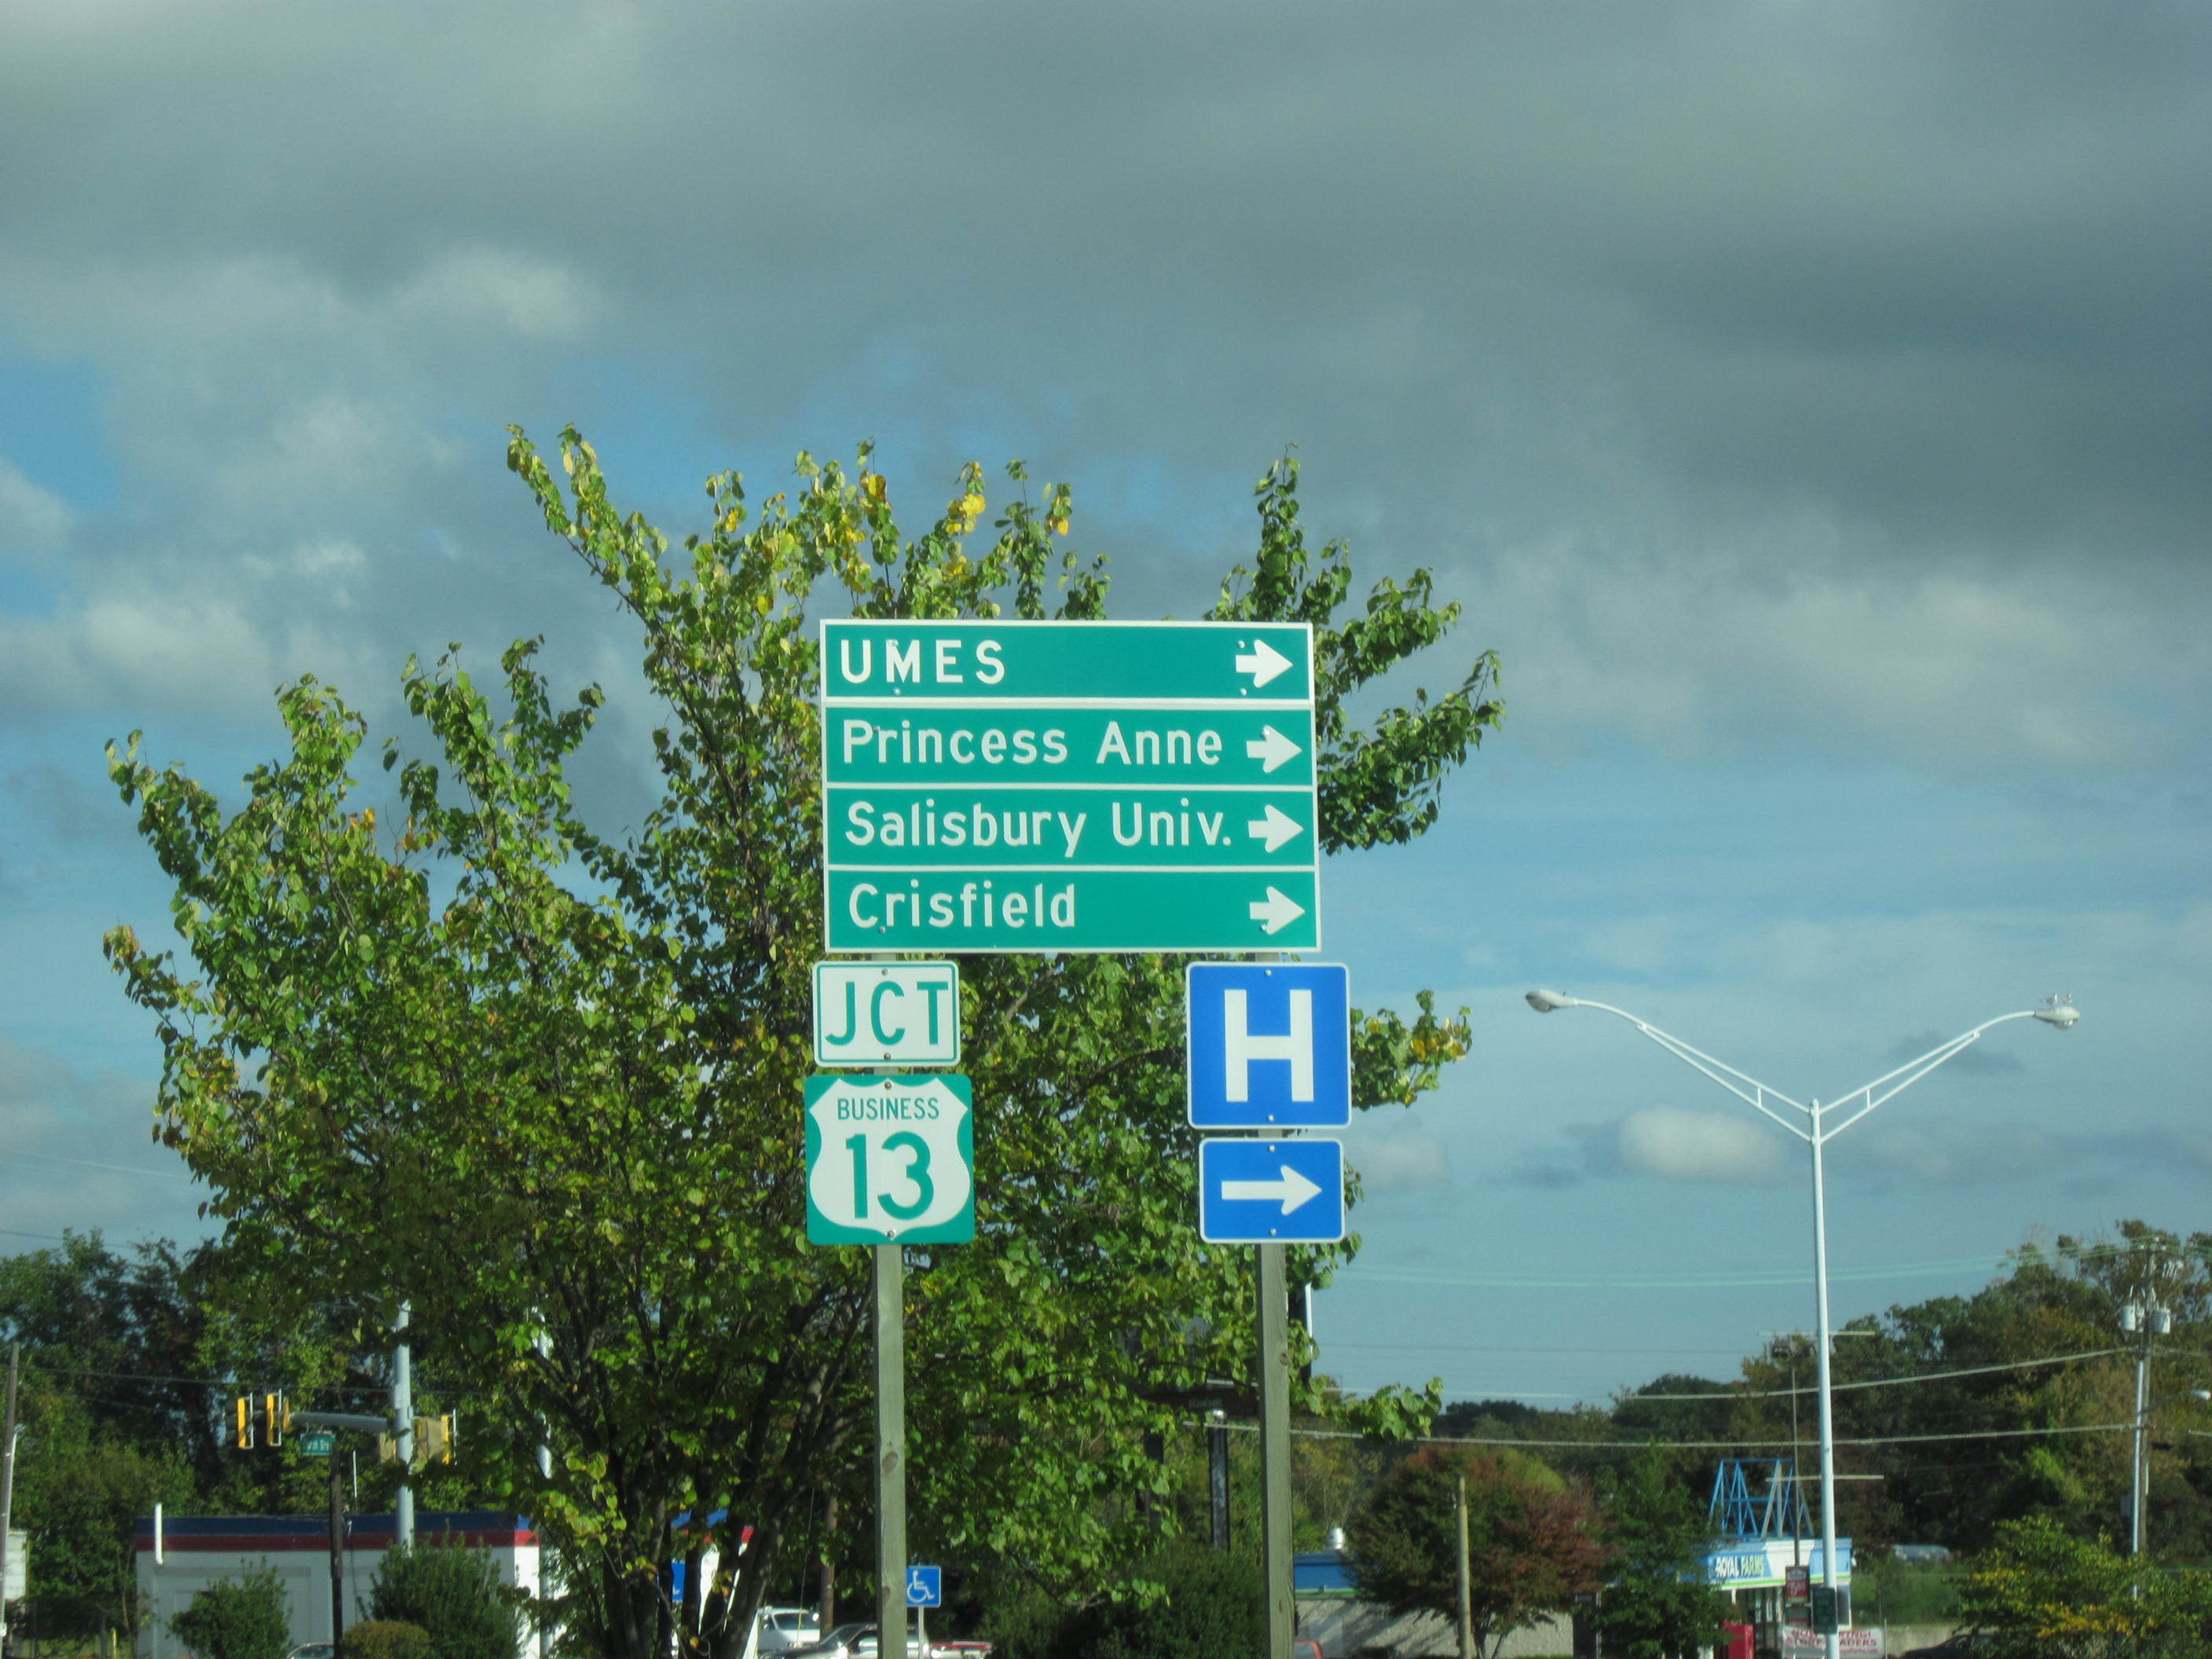 UMES
Princess Anne
Salisbury Univ.
Crisfield
JCT
H
BUSINESS
13
ROYAL FARMS